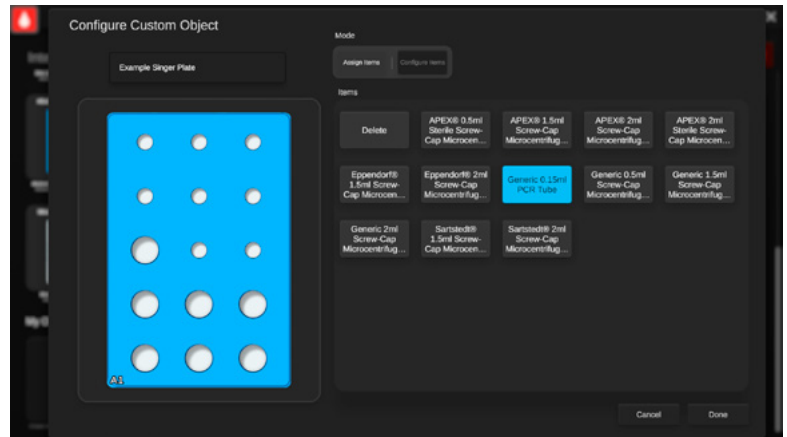 Configure Custom Object
Mode
Example Singer Plate
Assign Items
Configure Items
Items
Delete
APEX® 0.5ml
Sterile Screw-
Cap Microcen...
APEX® 1.5ml
Screw-Cap
Microcentrifug...
APEX® 2ml
Screw-Cap
Microcentrifug...
APEX® 2ml
Sterile Screw-
Cap Microcen...
Eppendorf®
1.5ml Screw-
Cap Microcen...
Eppendorf® 2ml
Screw-Cap
Microcentrifug...
Generic 0.15ml
PCR Tube
Generic 0.5ml
Screw-Cap
Microcentrifug...
Generic 1.5ml
Screw-Cap
Microcentrifug...
Generic 2ml
Screw-Cap
Microcentrifug...
Sartstedt®
1.5ml Screw-
Cap Microcen...
Sartstedt® 2ml
Screw-Cap
Microcentrifug...
A1
Cancel
Done